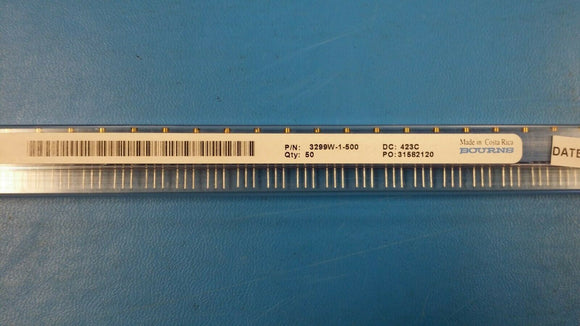 P/N: 3299W-1-500 DC: 423C Made in Costa Rica
Qty: 50 PO:31582120 BOURNS
DATE